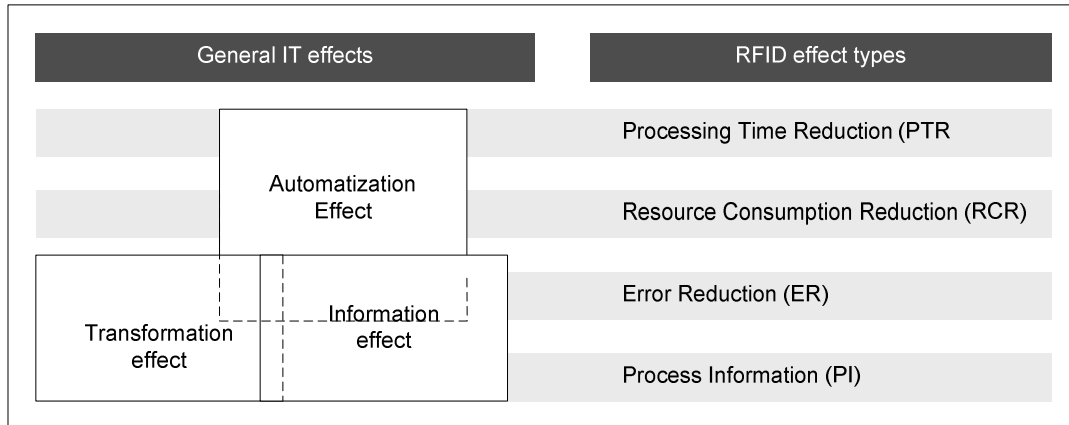 General IT effects
RFID effect types
Processing Time Reduction (PTR
Automatization
Effect
Resource Consumption Reduction (RCR)
Error Reduction (ER)
Transformation
effect
Information
effect
Process Information (PI)